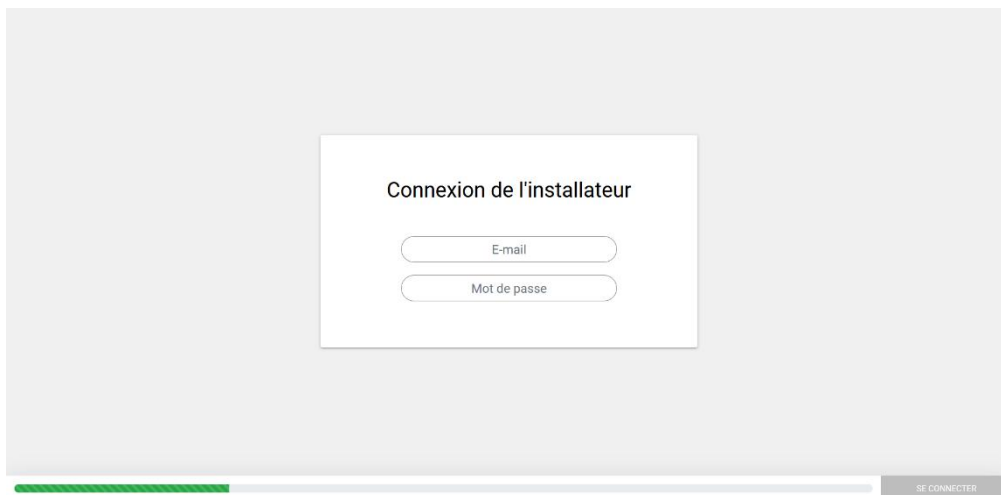 Connexion de l'installateur
E-mail
Mot de passe
SE CONNECTER